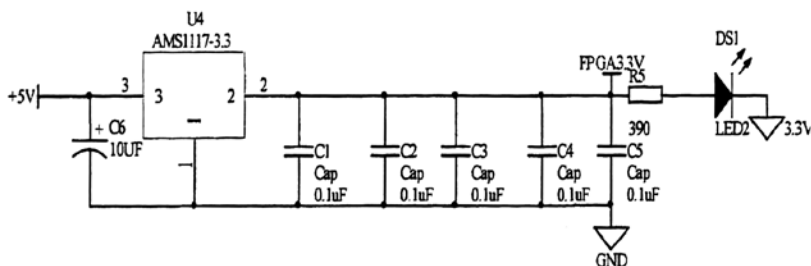 U4
AMS1117-3.3
DS1
FPGA3.3V
R5
+5V
3
3
2
2
1
+
C6
10UF
390
LED2
3.3V
C1
Cap
0.1uF
C2
Cap
0.1uF
C3
Cap
0.1uF
C4
Cap
0.1uF
C5
Cap
0.1uF
GND